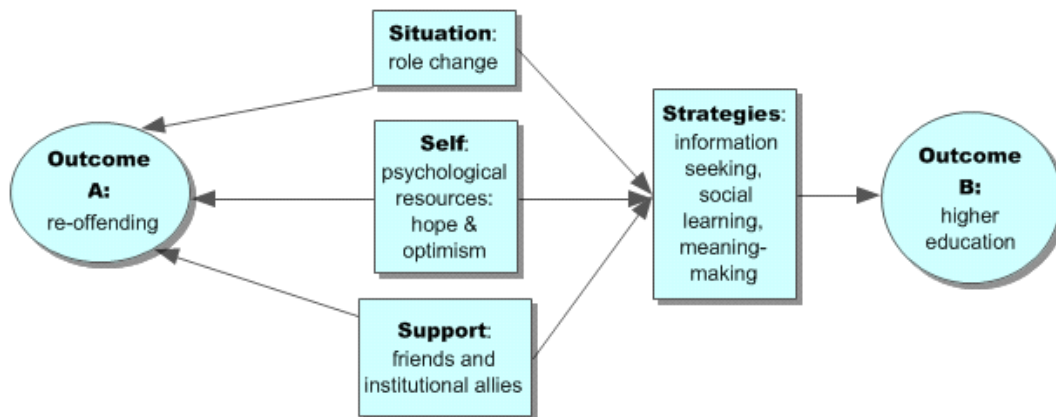 Situation:
role change
Outcome
A:
re-offending
Self:
psychological
resources:
hope &
optimism
Support:
friends and
institutional allies
Strategies:
information
seeking,
social
learning,
meaning-
making
Outcome
B:
higher
education